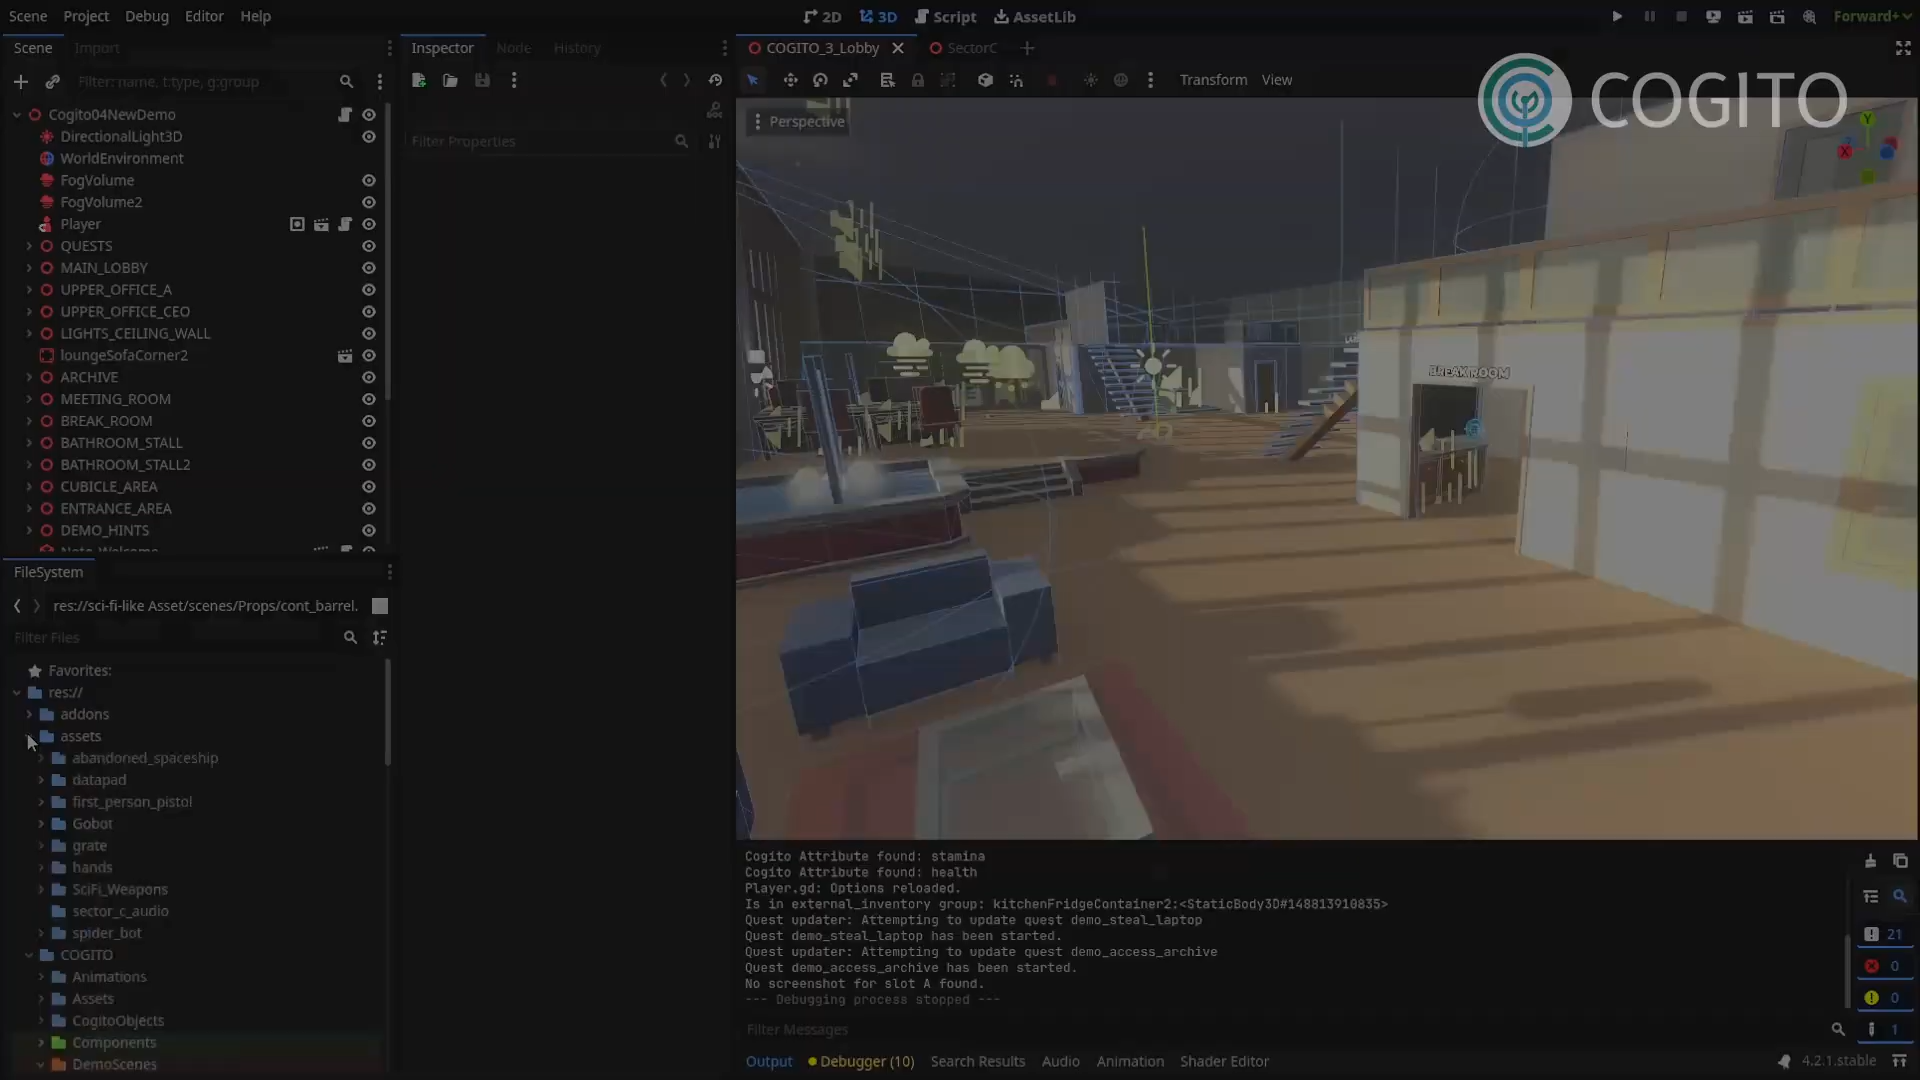 Scene Project Debug Editor Help
2D 3D Script AssetLib
Forward+
Scene Import
Inspector Node History
COGITO_3_Lobby SectorC
Filter: name, t:type, g:group
Transform View
COGITO
Cogito04NewDemo
DirectionalLight3D
WorldEnvironment
FogVolume
FogVolume2
Player
QUESTS
MAIN_LOBBY
UPPER_OFFICE_A
UPPER_OFFICE_CEO
LIGHTS_CEILING_WALL
loungeSofaCorner2
ARCHIVE
MEETING_ROOM
BREAK_ROOM
BATHROOM_STALL
BATHROOM_STALL2
CUBICLE_AREA
ENTRANCE_AREA
DEMO_HINTS
Note_Welcome
Filter Properties
Perspective
Y
X
BREAK ROOM
FileSystem
res://sci-fi-like Asset/scenes/Props/cont_barrel.
Filter Files
Favorites:
res://
addons
assets
abandoned_spaceship
datapad
first_person_pistol
Gobot
grate
hands
SciFi_Weapons
sector_c_audio
spider_bot
COGITO
Animations
Assets
CogitoObjects
Components
DemoScenes
Cogito Attribute found: stamina
Cogito Attribute found: health
Player.gd: Options reloaded.
Is in external_inventory group: kitchenFridgeContainer2:<StaticBody3D#148813910835>
Quest updater: Attempting to update quest demo_steal_laptop
Quest demo_steal_laptop has been started.
Quest updater: Attempting to update quest demo_access_archive
Quest demo_access_archive has been started.
No screenshot for slot A found.
--- Debugging process stopped ---
21
0
0
1
Filter Messages
Output Debugger (10) Search Results Audio Animation Shader Editor
4.2.1.stable